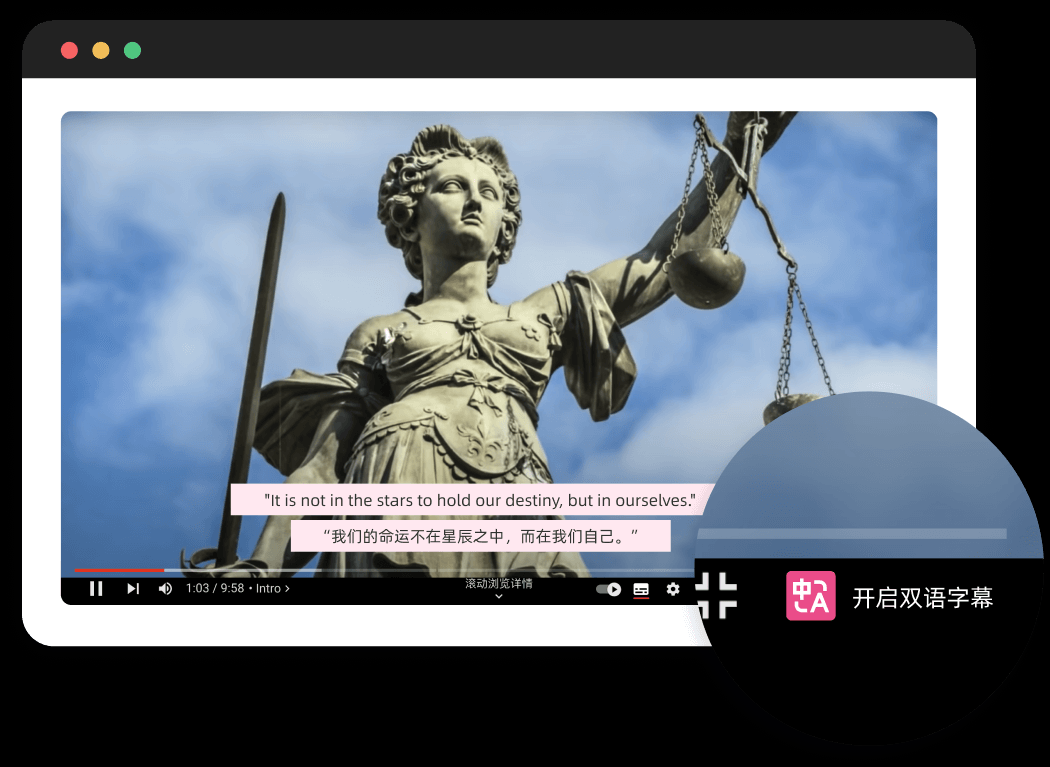 "It is not in the stars to hold our destiny, but in ourselves."
“我们的命运不在星辰之中，而在我们自己。”
1:03 / 9:58 • Intro
滚动浏览详情
中A 开启双语字幕